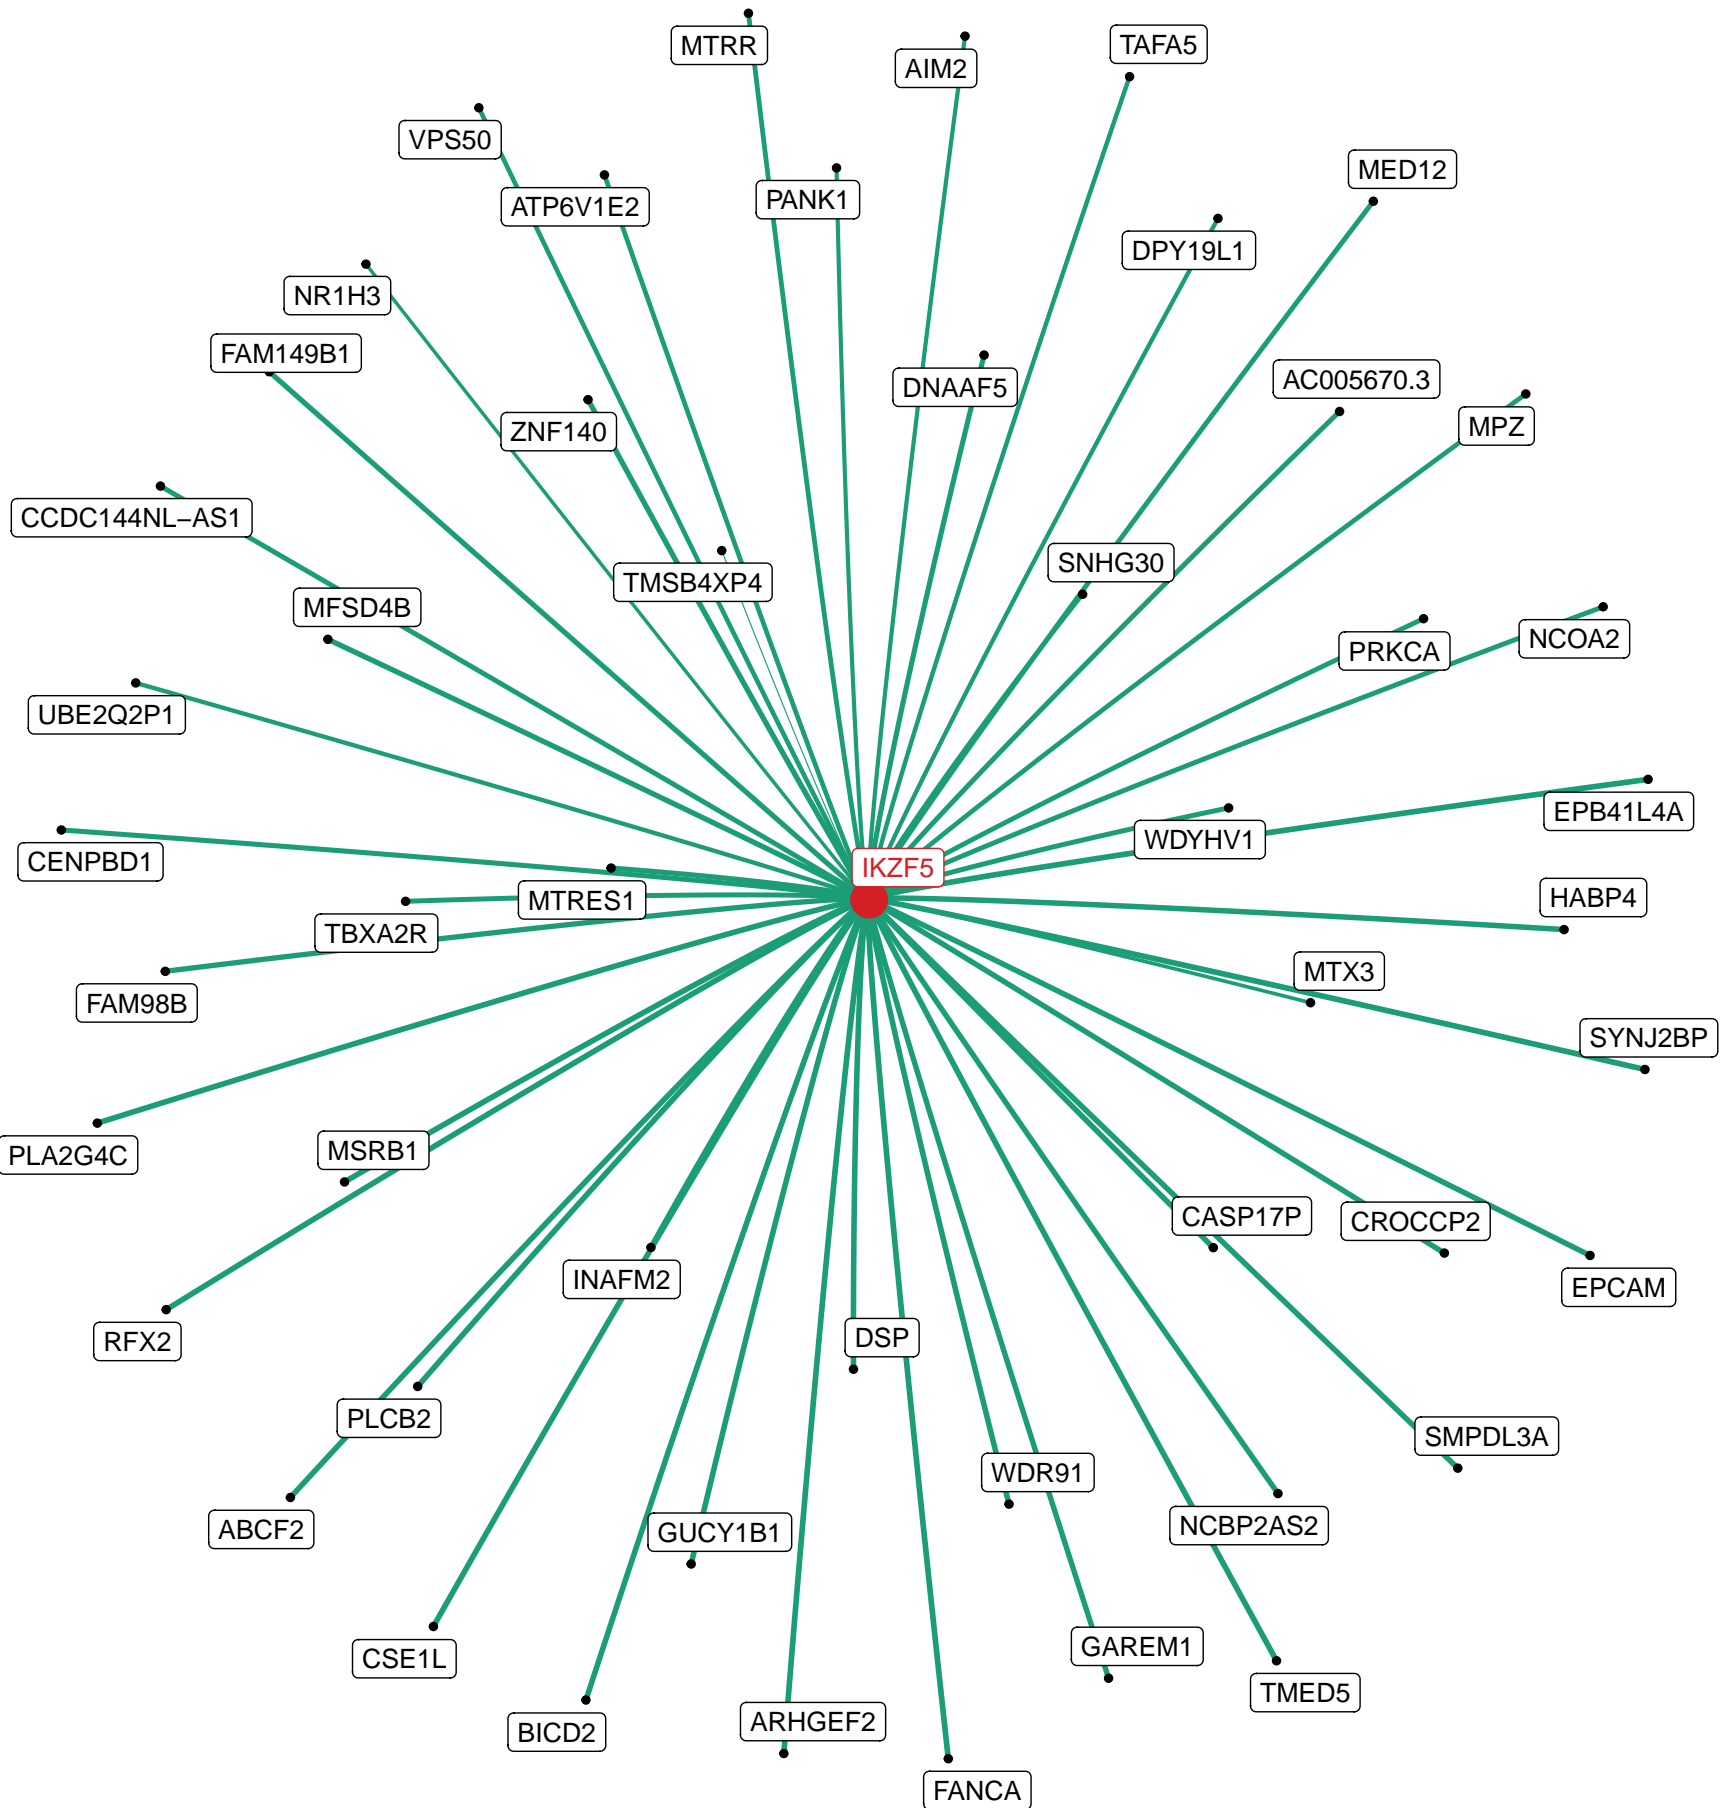 MTRR
TAFA5
AIM2
VPS50
MED12
PANK1
ATP6V1E2
DPY19L1
NR1H3
FAM149B1
AC005670.3
DNAAF5
MPZ
ZNF140
CCDC144NL–AS1
SNHG30
TMSB4XP4
MFSD4B
NCOA2
PRKCA
UBE2Q2P1
EPB41L4A
WDYHV1
CENPBD1
IKZF5
HABP4
MTRES1
TBXA2R
MTX3
FAM98B
SYNJ2BP
MSRB1
PLA2G4C
CASP17P
CROCCP2
INAFM2
EPCAM
DSP
RFX2
PLCB2
SMPDL3A
WDR91
NCBP2AS2
ABCF2
GUCY1B1
GAREM1
CSE1L
TMED5
ARHGEF2
BICD2
FANCA